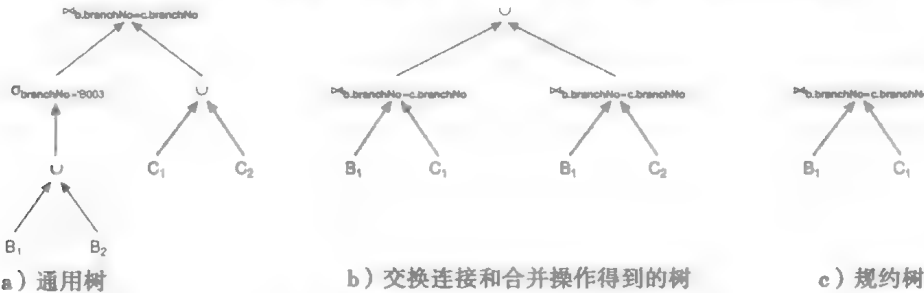 ⋈b.branchNo=c.branchNo
∪
σbranchNo='B003
∪
⋈b.branchNo=c.branchNo
⋈b.branchNo=c.branchNo
⋈b.branchNo=c.branchNo
∪
C₁
C₂
B₁
C₁
B₁
C₂
B₁
C₁
B₁
B₂
a）通用树
b）交换连接和合并操作得到的树
c）规约树